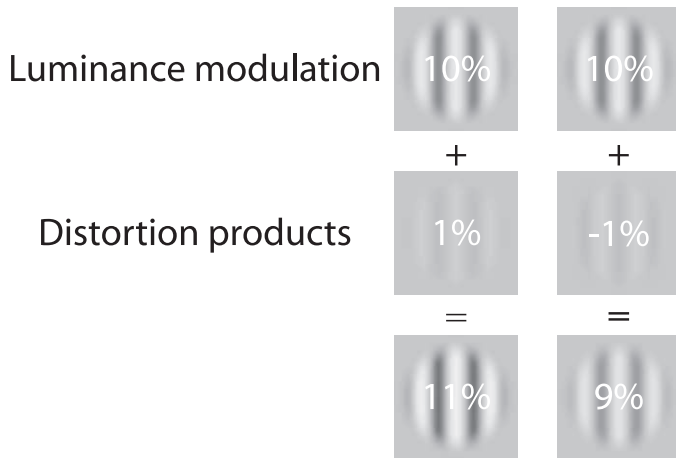 Luminance modulation 10% 10%
+ +
Distortion products 1% -1%
= =
11% 9%